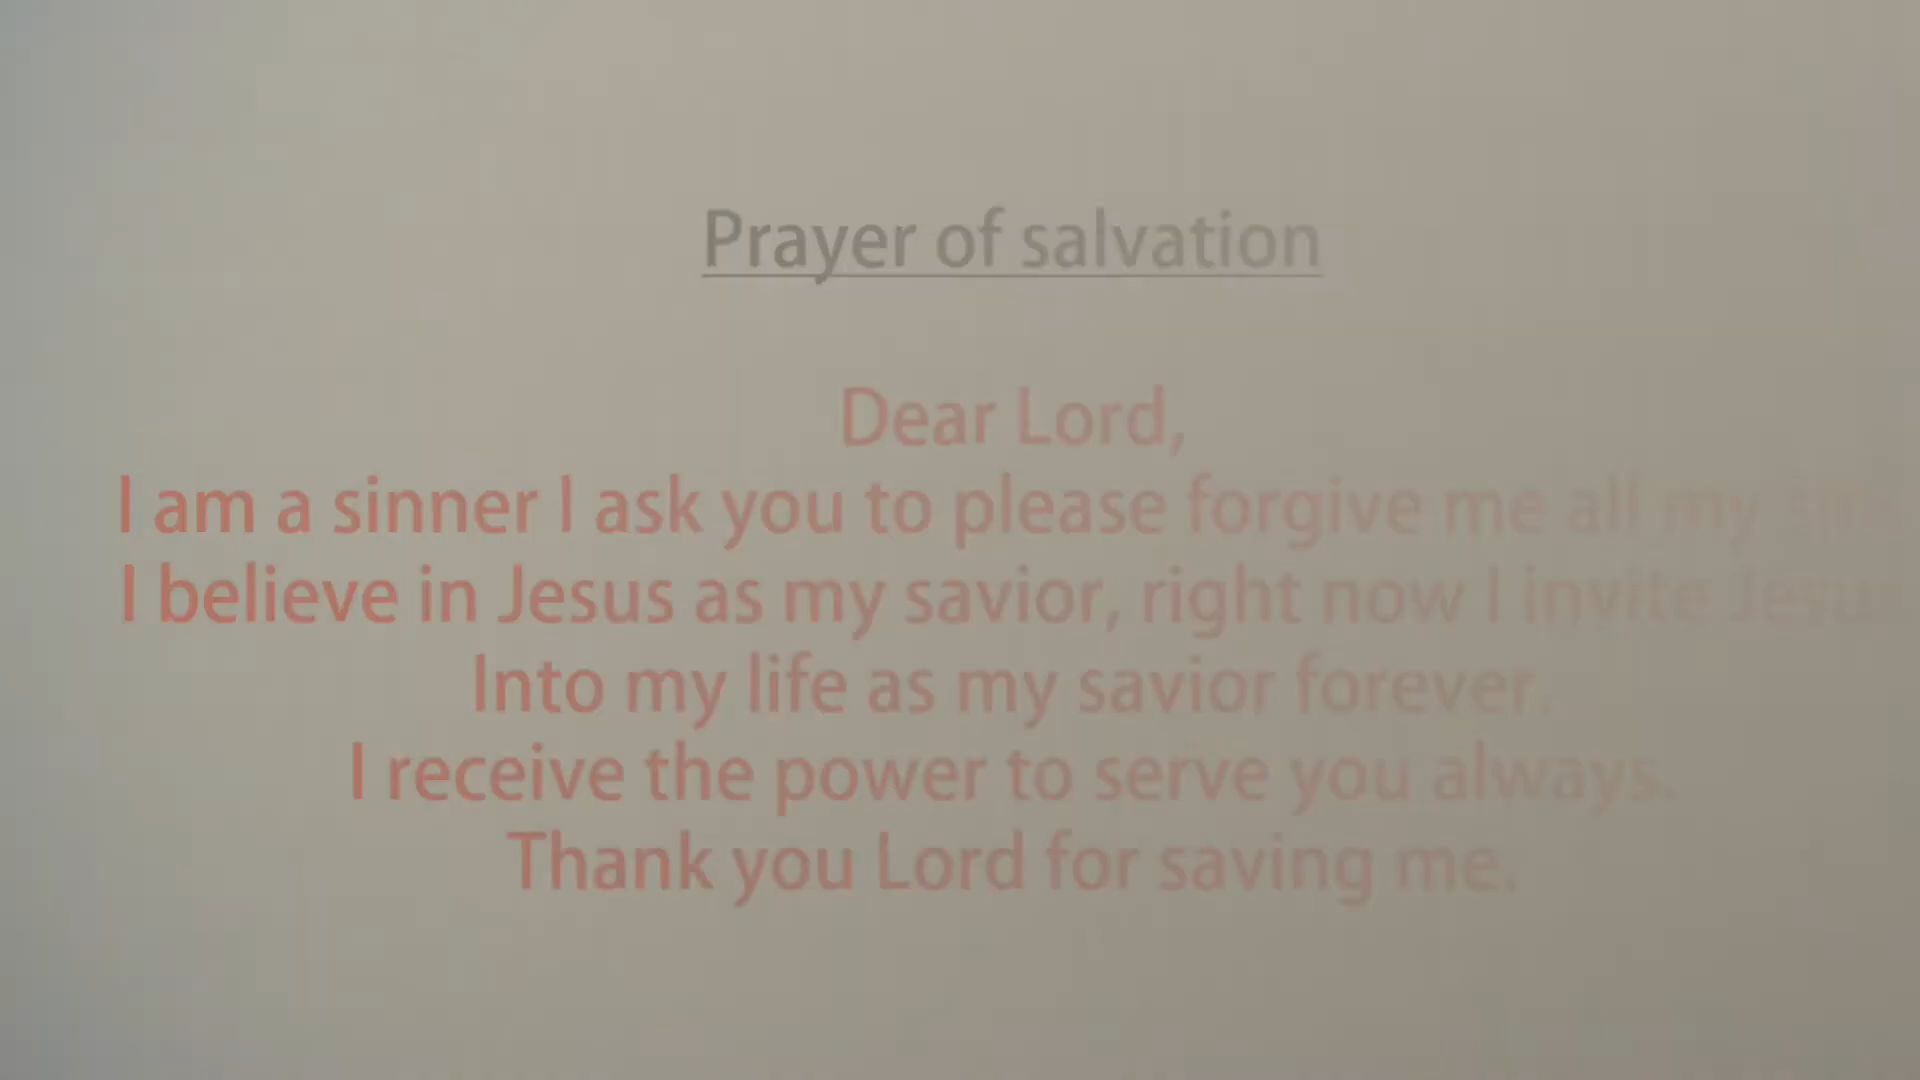 Prayer of salvation
Dear Lord,
I am a sinner I ask you to please forgive me all my
I believe in Jesus as my savior, right now I invite Jesus
Into my life as my savior forever.
I receive the power to serve you always.
Thank you Lord for saving me.